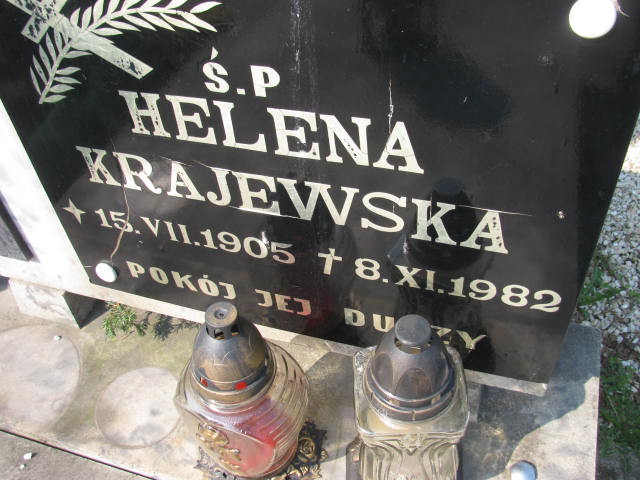 Ś.P
HELENA
KRAJEWSKA
15.VII.1905 † 8.XI.1982
POKÓJ JEJ DUSZY